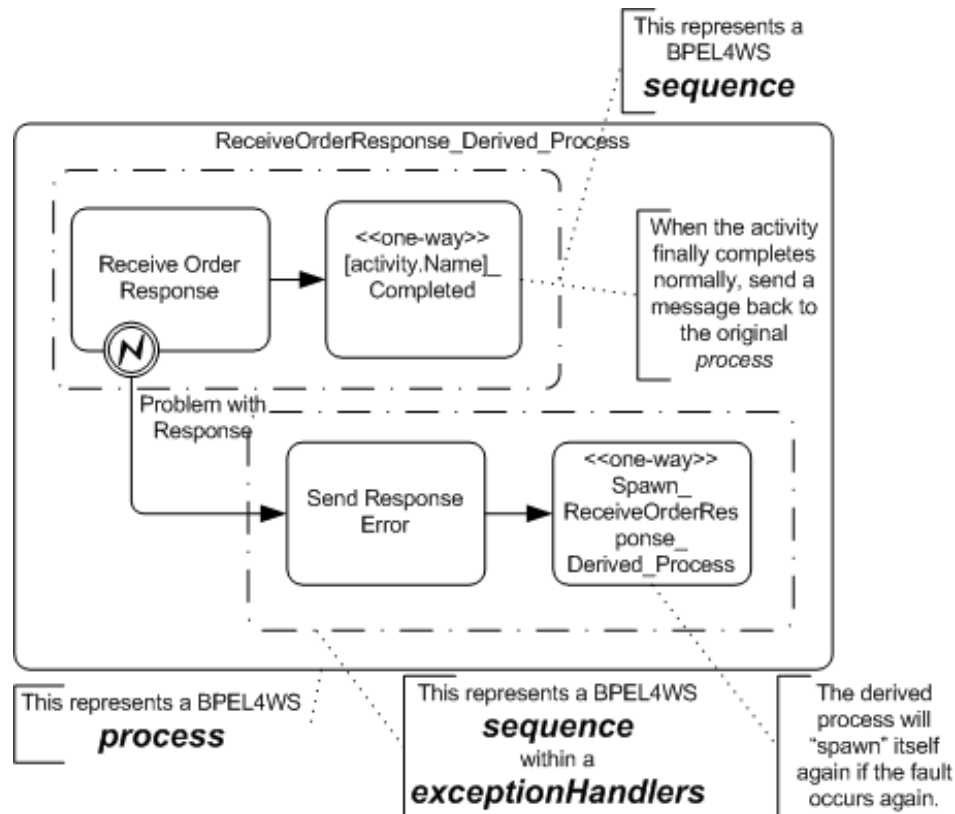 This represents a
BPEL4WS
sequence
ReceiveOrderResponse_Derived_Process
Receive Order
Response
<<one-way>>
[activity.Name]_
Completed
When the activity
finally completes
normally, send a
message back to
the original
process
Problem with
Response
Send Response
Error
<<one-way>>
Spawn_
ReceiveOrderRes
ponse_
Derived_Process
This represents a BPEL4WS
process
This represents a BPEL4WS
sequence
within a
exceptionHandlers
The derived
process will
“spawn” itself
again if the fault
occurs again.